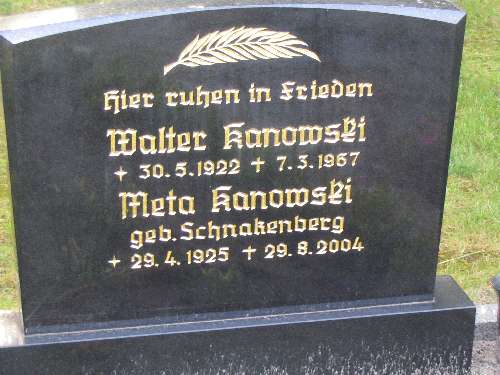 Hier ruhen in Frieden
Walter Kanowski
+ 30.5.1922 + 7.3.1967
Meta Kanowski
geb. Schnakenberg
+ 29.4.1925 + 29.8.2004